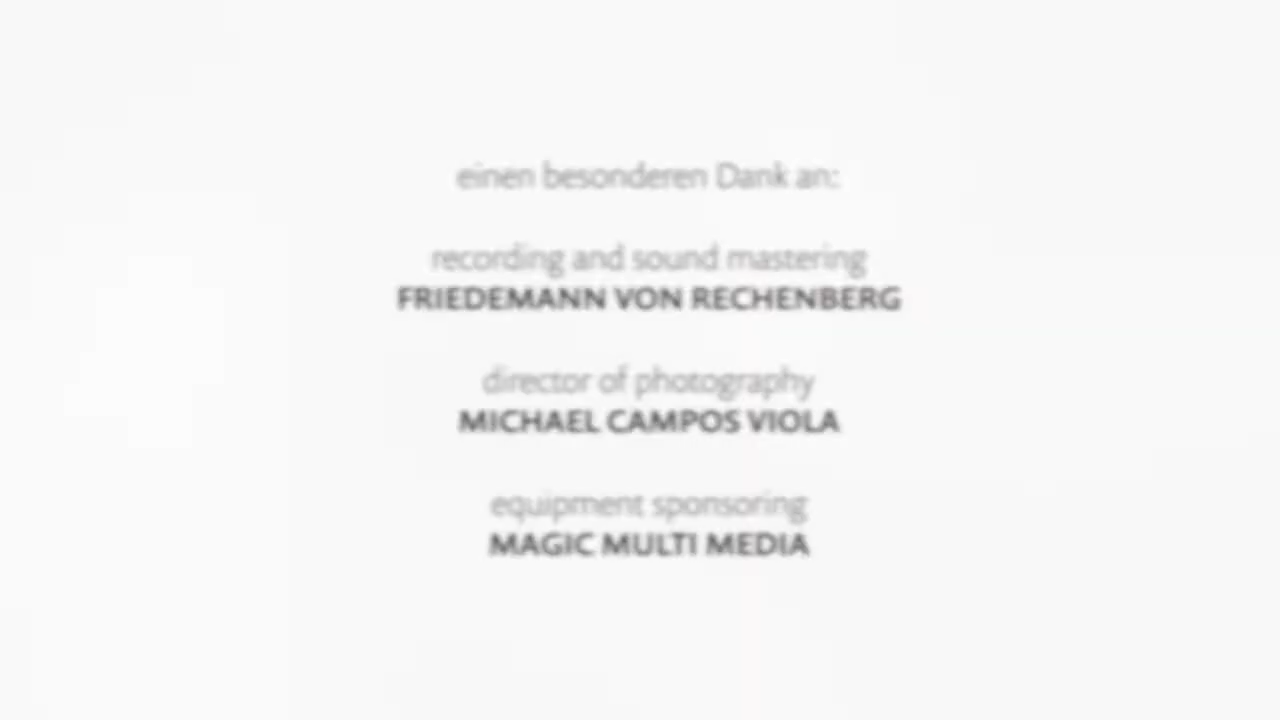 einen besonderen Dank an:
recording and sound mastering
FRIEDEMANN VON RECHENBERG
director of photography
MICHAEL CAMPOS VIOLA
equipment sponsoring
MAGIC MULTI MEDIA